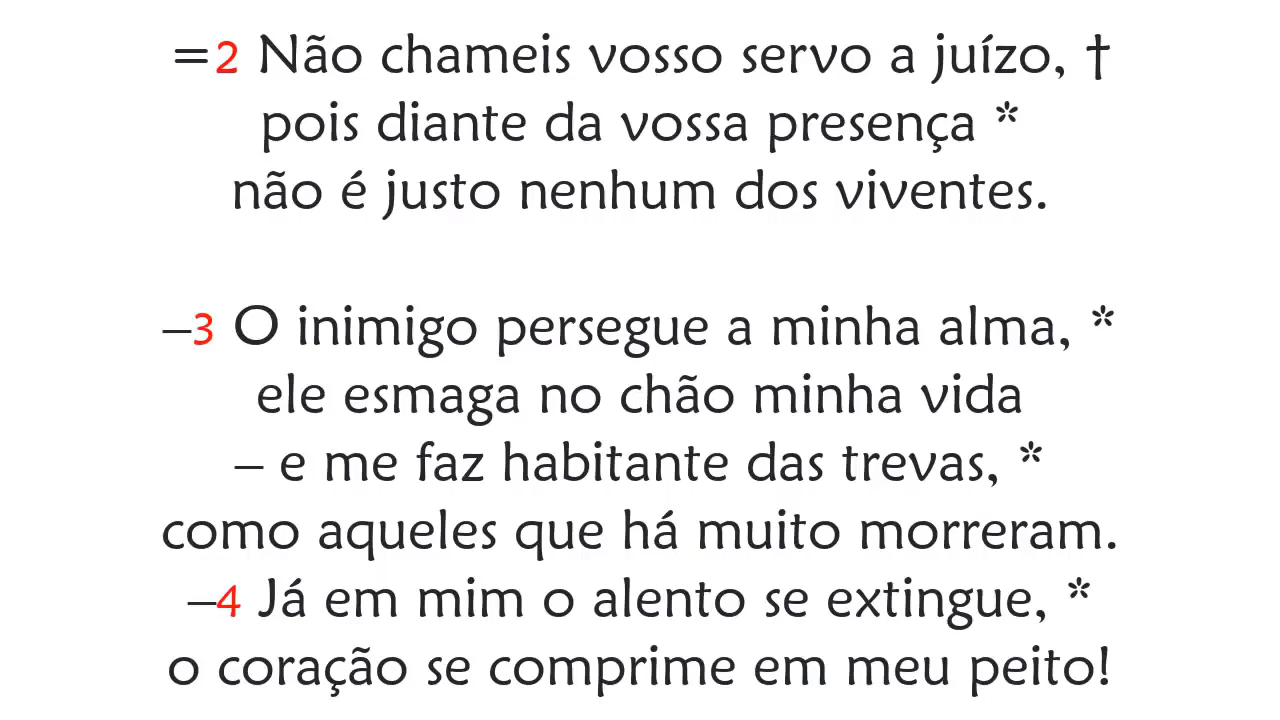 =2 Não chameis vosso servo a juízo, †
pois diante da vossa presença *
não é justo nenhum dos viventes.
–3 O inimigo persegue a minha alma, *
ele esmaga no chão minha vida
– e me faz habitante das trevas, *
como aqueles que há muito morreram.
–4 Já em mim o alento se extingue, *
o coração se comprime em meu peito!